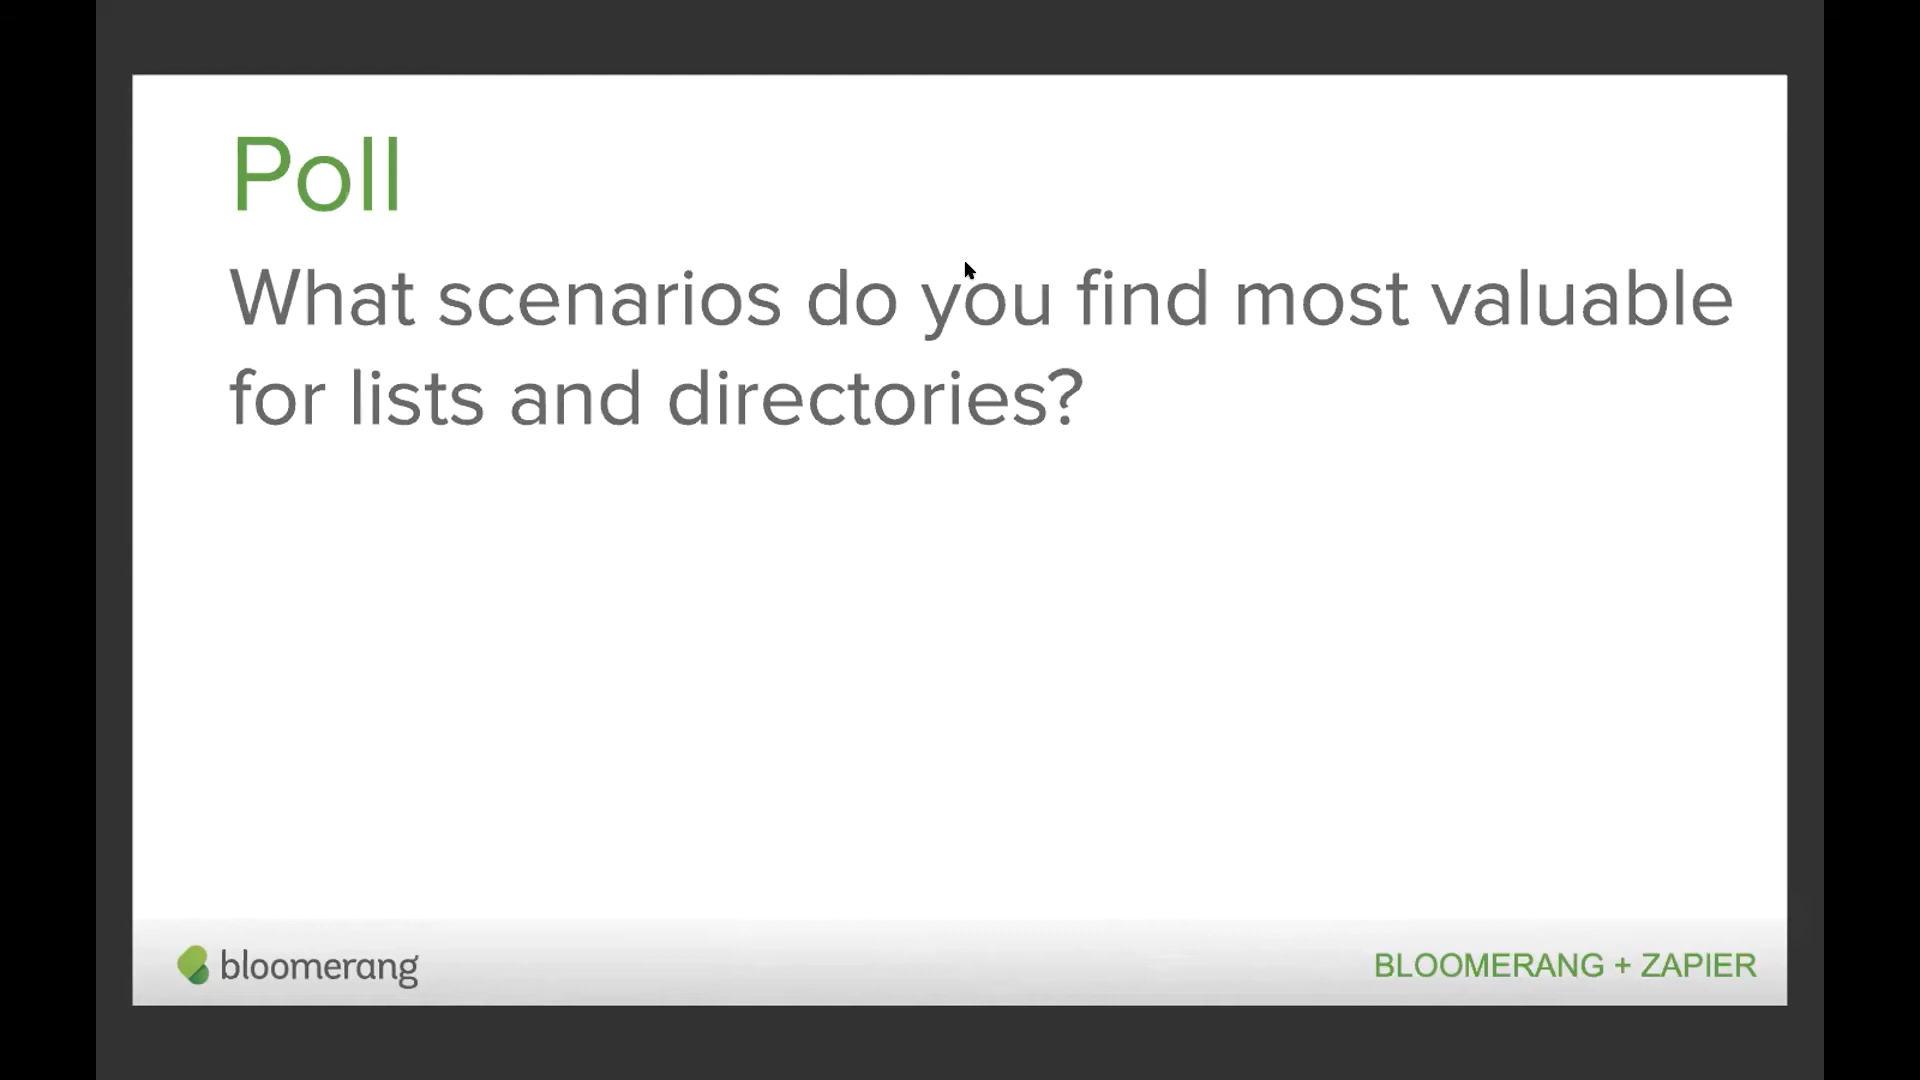 Poll
What scenarios do you find most valuable
for lists and directories?
bloomerang
BLOOMERANG + ZAPIER